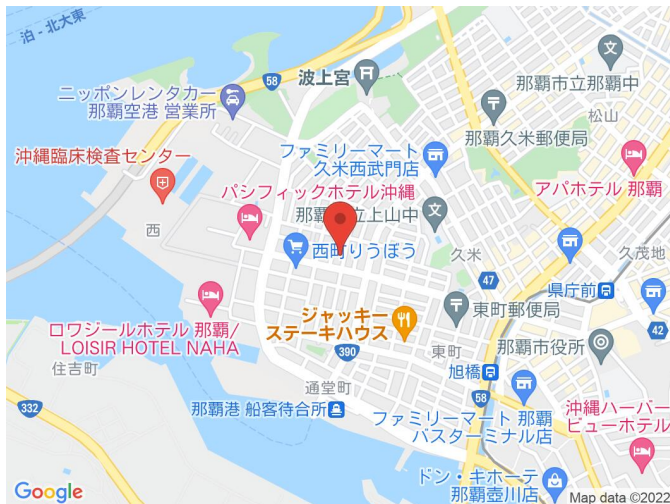 泊 - 北大東
58
波上宮
文
那覇市立那覇中
ニッポンレンタカー
那覇空港 営業所
松山
那覇久米郵便局
沖縄臨床検査センター
ファミリーマート
久米西武門店
アパホテル 那覇
パシフィックホテル沖縄
那覇
立上山中
文
西
久米
久茂地
西町りうぼう
47
県庁前
ジャッキー
ステーキハウス
東町郵便局
42
ロワジールホテル 那覇/
LOISIR HOTEL NAHA
那覇市役所
390
東町
住吉町
旭橋
通堂町
58
332
那覇港 船客待合所
ファミリーマート 那覇
バスターミナル店
沖縄ハーバー
ビューホテル
ドン・キホーテ
那覇壺川店
Google
Map data ©2022